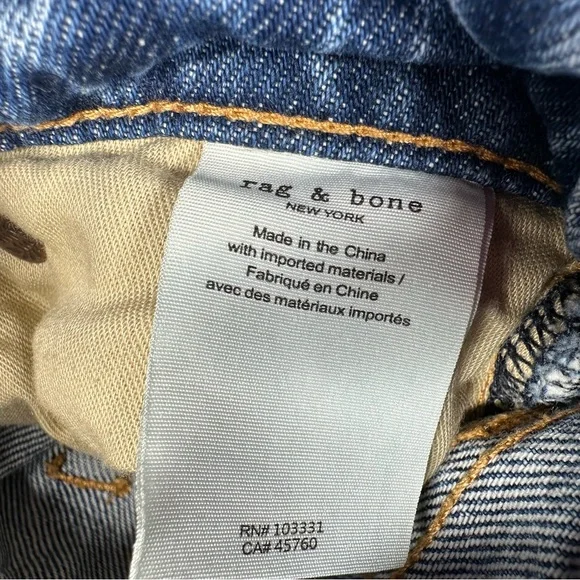 rag & bone
NEW YORK
Made in the China
with imported materials /
Fabriqué en Chine
avec des matériaux importés
RN# 103331
CA# 45760